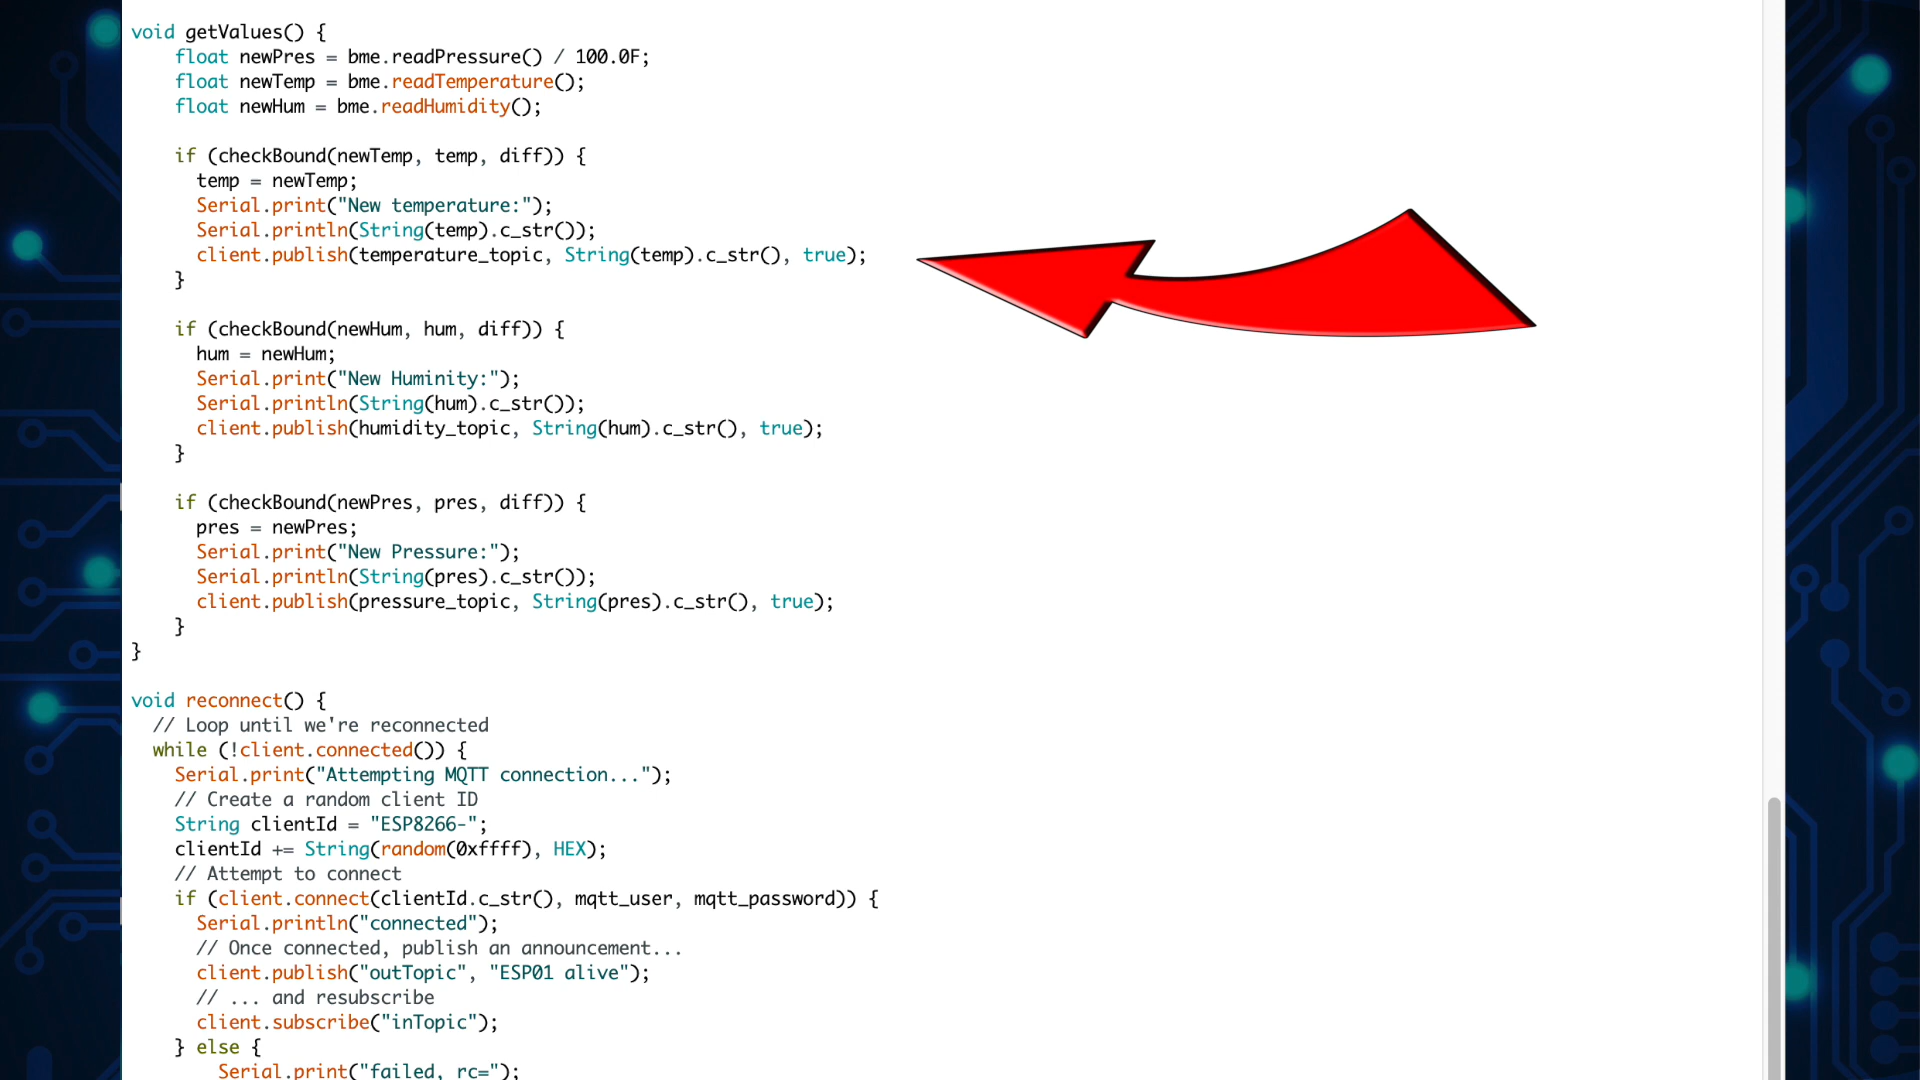 void getValues() {
    float newPres = bme.readPressure() / 100.0F;
    float newTemp = bme.readTemperature();
    float newHum = bme.readHumidity();

    if (checkBound(newTemp, temp, diff)) {
      temp = newTemp;
      Serial.print("New temperature:");
      Serial.println(String(temp).c_str());
      client.publish(temperature_topic, String(temp).c_str(), true);
    }

    if (checkBound(newHum, hum, diff)) {
      hum = newHum;
      Serial.print("New Huminity:");
      Serial.println(String(hum).c_str());
      client.publish(humidity_topic, String(hum).c_str(), true);
    }

    if (checkBound(newPres, pres, diff)) {
      pres = newPres;
      Serial.print("New Pressure:");
      Serial.println(String(pres).c_str());
      client.publish(pressure_topic, String(pres).c_str(), true);
    }
}

void reconnect() {
  // Loop until we're reconnected
  while (!client.connected()) {
    Serial.print("Attempting MQTT connection...");
    // Create a random client ID
    String clientId = "ESP8266-";
    clientId += String(random(0xffff), HEX);
    // Attempt to connect
    if (client.connect(clientId.c_str(), mqtt_user, mqtt_password)) {
      Serial.println("connected");
      // Once connected, publish an announcement...
      client.publish("outTopic", "ESP01 alive");
      // ... and resubscribe
      client.subscribe("inTopic");
    } else {
        Serial.print("failed, rc=");